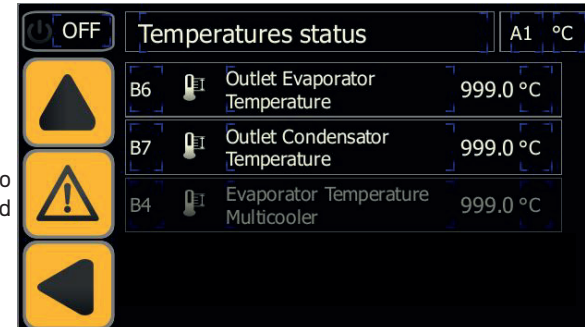 OFF
Temperatures status
A1 °C
B6
Outlet Evaporator
Temperature
999.0 °C
B7
Outlet Condensator
Temperature
999.0 °C
B4
Evaporator Temperature
Multicooler
999.0 °C